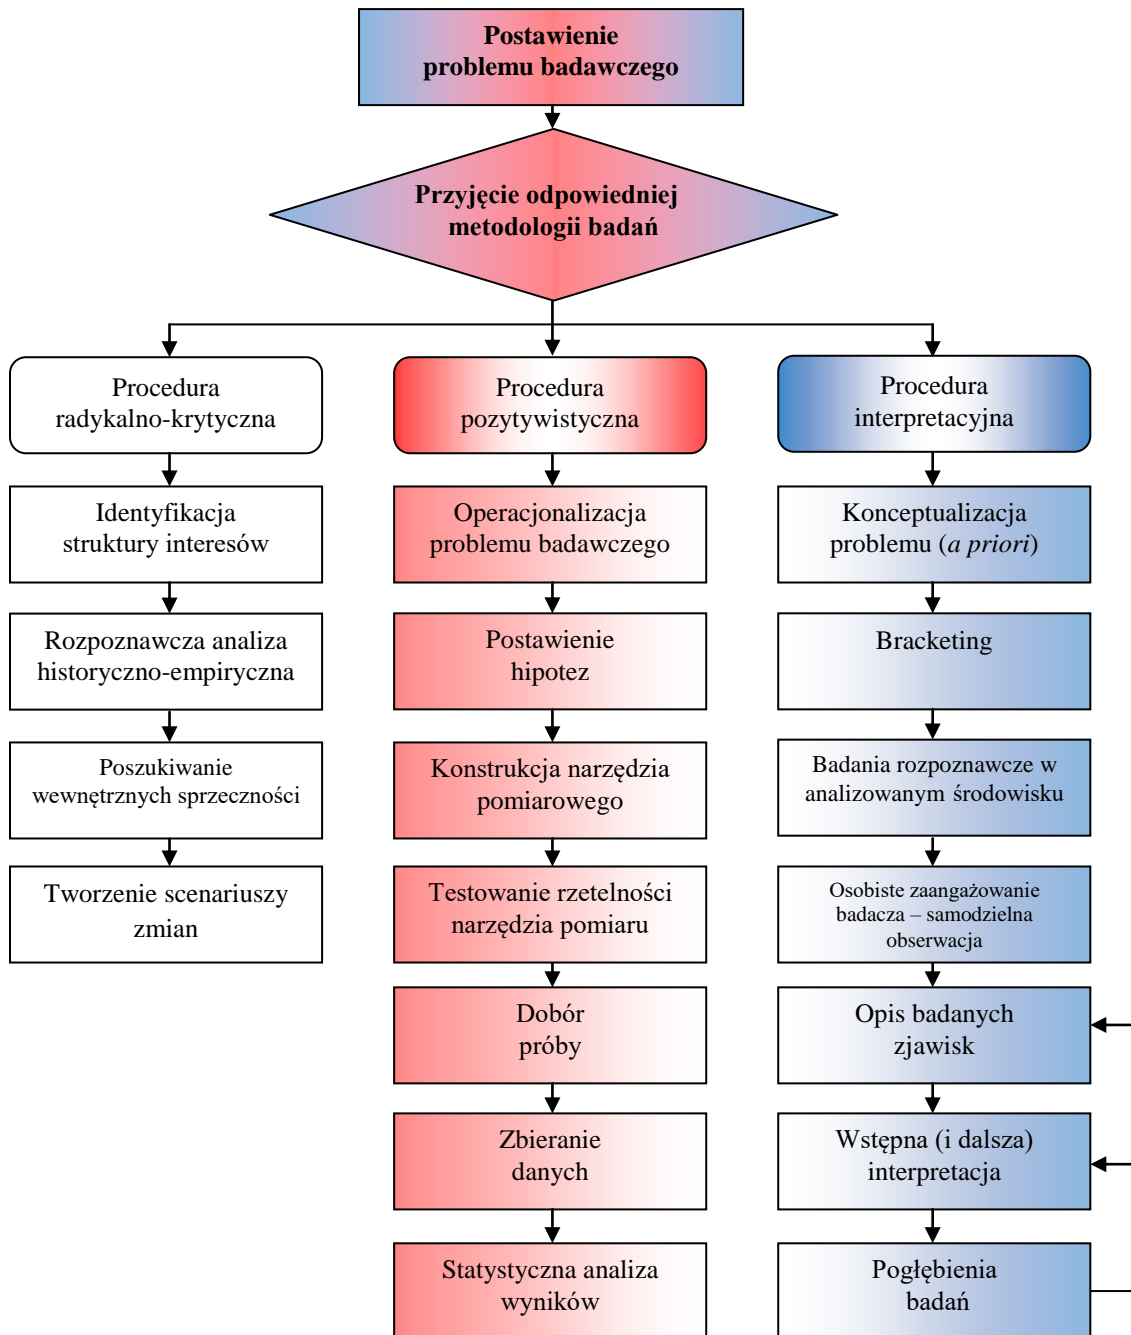 Postawienie
problemu badawczego
Przyjęcie odpowiedniej
metodologii badań
Procedura
radykalno-krytyczna
Identyfikacja
struktury interesów
Rozpoznawcza analiza
historyczno-empiryczna
Poszukiwanie
wewnętrznych sprzeczności
Tworzenie scenariuszy
zmian
Procedura
pozytywistyczna
Operacjonalizacja
problemu badawczego
Postawienie
hipotez
Konstrukcja narzędzia
pomiarowego
Testowanie rzetelności
narzędzia pomiaru
Dobór
próby
Zbieranie
danych
Statystyczna analiza
wyników
Procedura
interpretacyjna
Konceptualizacja
problemu (a priori)
Bracketing
Badania rozpoznawcze w
analizowanym środowisku
Osobiste zaangażowanie
badacza – samodzielna
obserwacja
Opis badanych
zjawisk
Wstępna (i dalsza)
interpretacja
Pogłębienia
badań